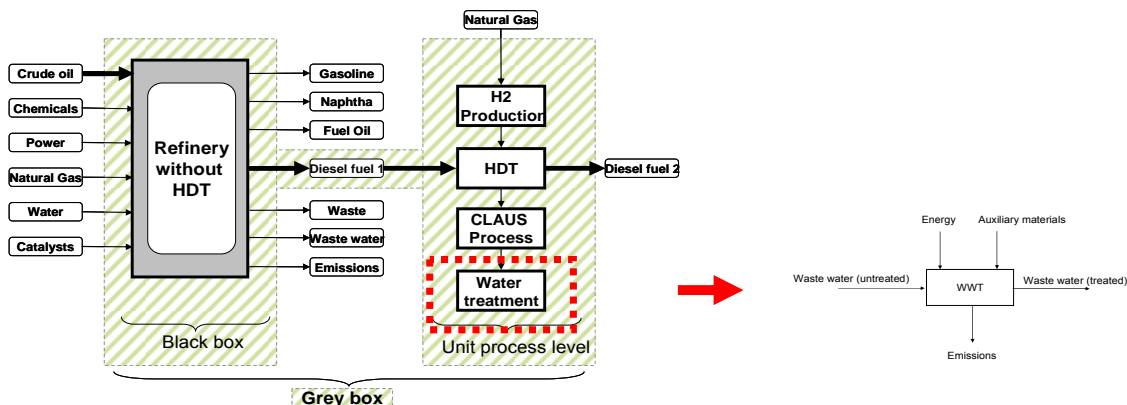 Natural Gas
Crude oil
Chemicals
Power
Natural Gas
Water
Catalysts
Refinery
without
HDT
Black box
Gasoline
Naphtha
Fuel Oil
Diesel fuel 1
Waste
Waste water
Emissions
H2
Production
HDT
CLAUS
Process
Water
treatment
Unit process level
Diesel fuel 2
Grey box
Energy
Auxiliary materials
Waste water (untreated)
WWT
Waste water (treated)
Emissions